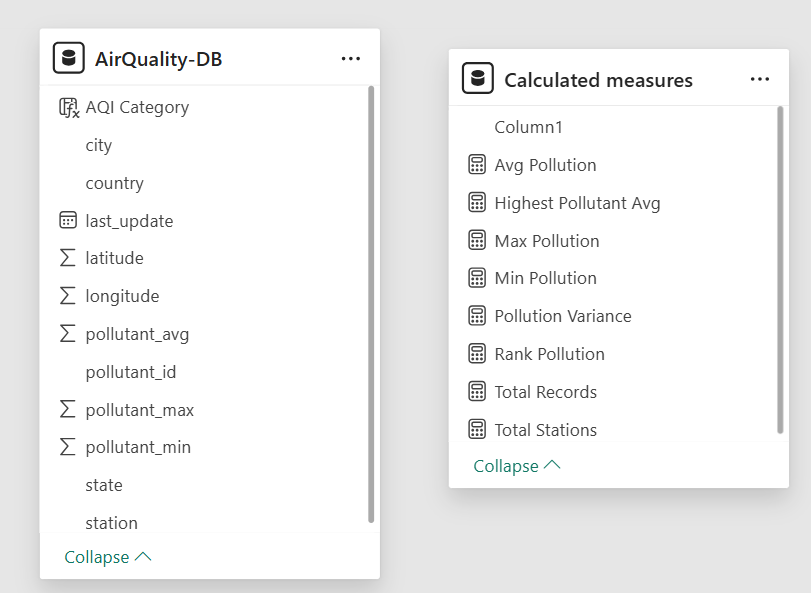 AirQuality-DB
AQI Category
city
country
last_update
latitude
longitude
pollutant_avg
pollutant_id
pollutant_max
pollutant_min
state
station
Collapse
Calculated measures
Column1
Avg Pollution
Highest Pollutant Avg
Max Pollution
Min Pollution
Pollution Variance
Rank Pollution
Total Records
Total Stations
Collapse